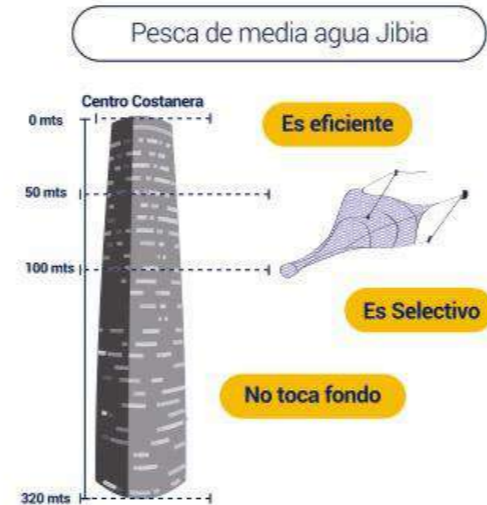 Pesca de media agua Jibia
Centro Costanera
0 mts
Es eficiente
50 mts
100 mts
Es Selectivo
No toca fondo
320 mts